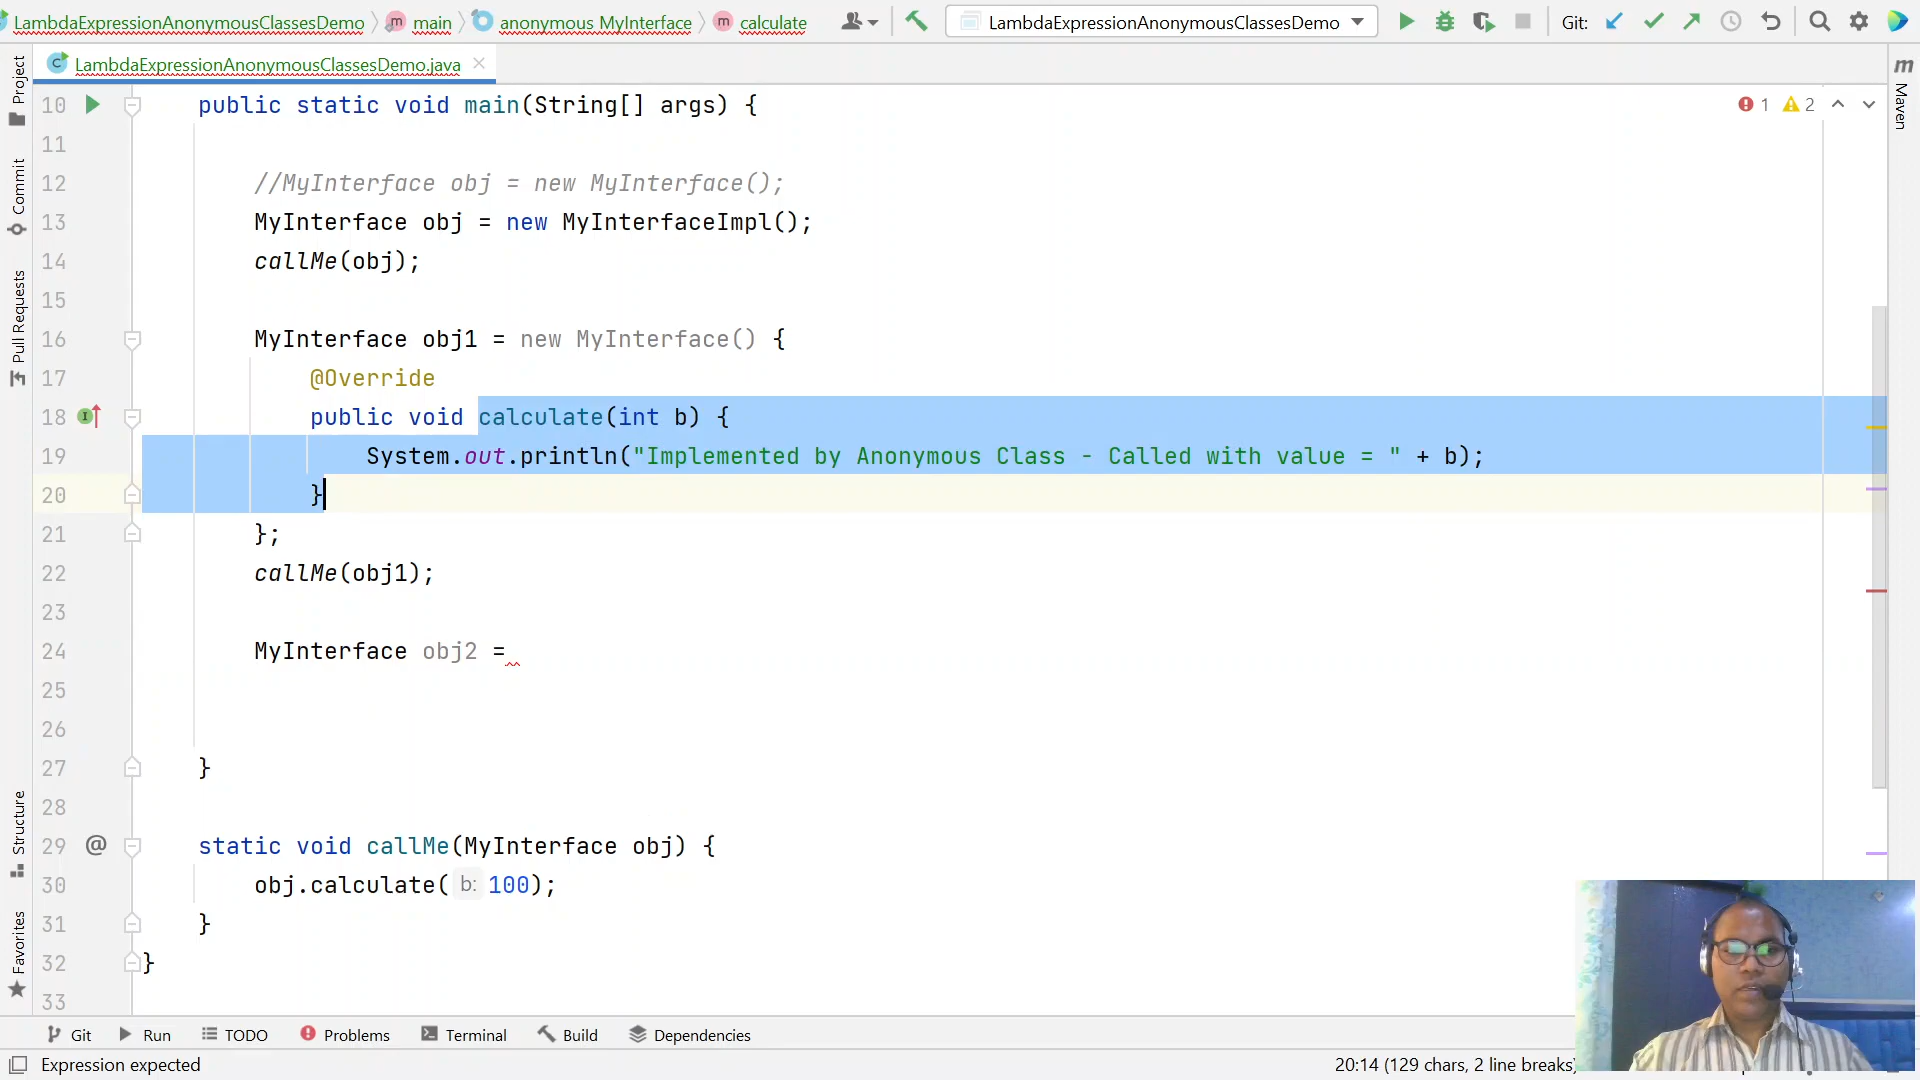 LambdaExpressionAnonymousClassesDemo main anonymous MyInterface calculate LambdaExpressionAnonymousClassesDemo Git:
LambdaExpressionAnonymousClassesDemo.java
Project
Commit
Pull Requests
Structure
Favorites
m Maven
1 2
10 public static void main(String[] args) {
11
12 //MyInterface obj = new MyInterface();
13 MyInterface obj = new MyInterfaceImpl();
14 callMe(obj);
15
16 MyInterface obj1 = new MyInterface() {
17 @Override
18 public void calculate(int b) {
19 System.out.println("Implemented by Anonymous Class - Called with value = " + b);
20 }
21 };
22 callMe(obj1);
23
24 MyInterface obj2 =
25
26
27 }
28
29 @ static void callMe(MyInterface obj) {
30 obj.calculate( b: 100);
31 }
32 }
33
Git Run TODO Problems Terminal Build Dependencies
Expression expected 20:14 (129 chars, 2 line breaks)